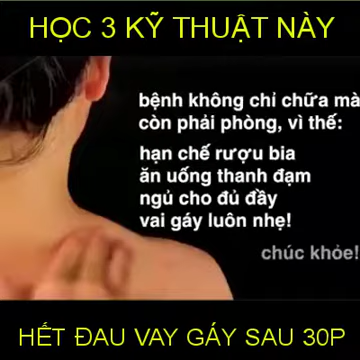 HỌC 3 KỸ THUẬT NÀY
bệnh không chỉ chữa mà
còn phải phòng, vì thế:
hạn chế rượu bia
ăn uống thanh đạm
ngủ cho đủ đầy
vai gáy luôn nhẹ!
chúc khỏe!
HẾT ĐAU VAY GÁY SAU 30P